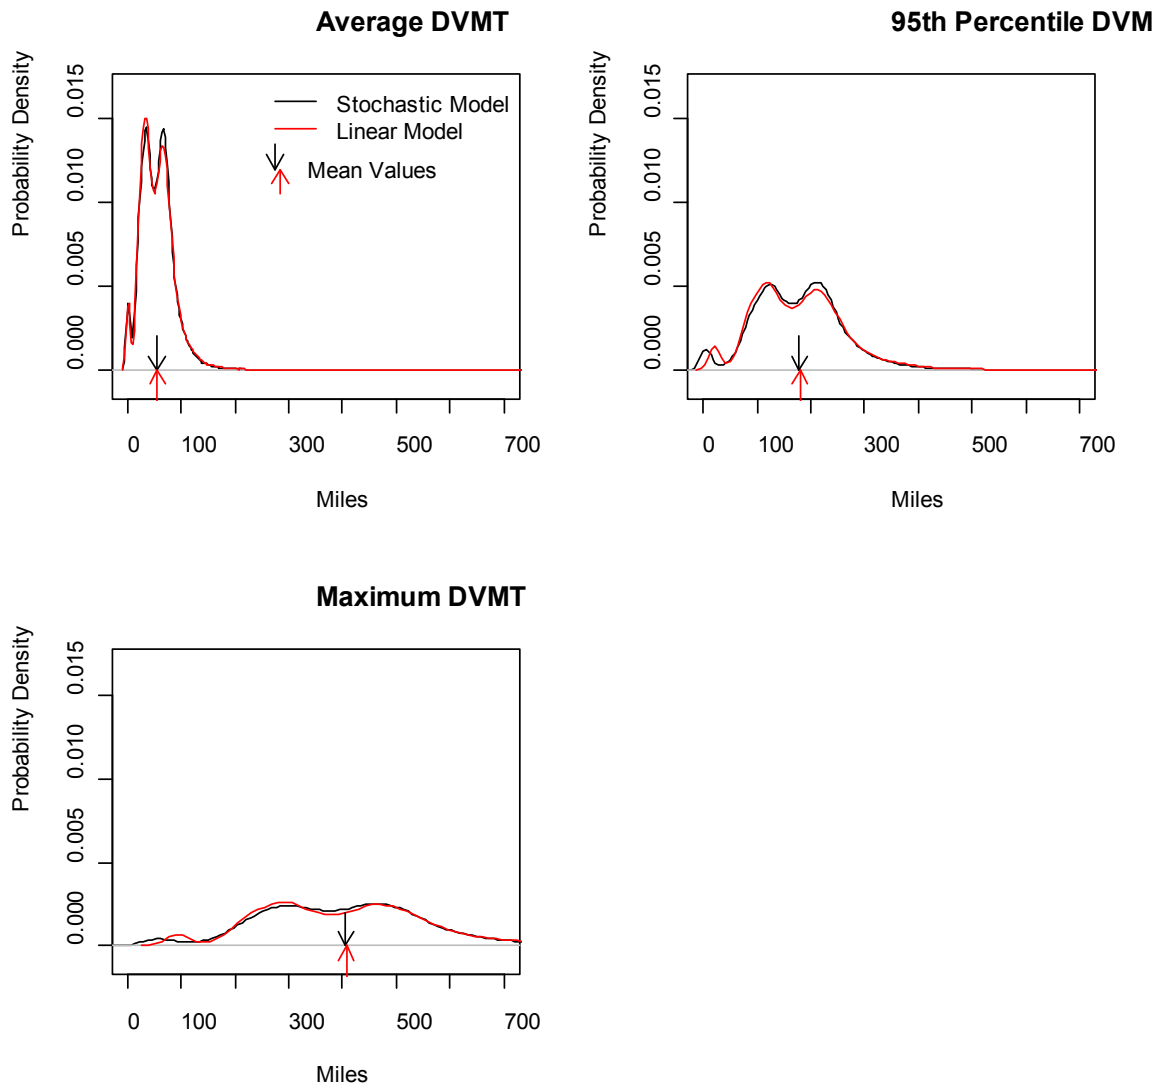 Average DVMT
Probability Density
0.015
0.010
0.005
0.000
Stochastic Model
Linear Model
Mean Values
0 100 300 500 700
Miles
95th Percentile DVM
Probability Density
0.015
0.010
0.005
0.000
0 100 300 500 700
Miles
Maximum DVMT
Probability Density
0.015
0.010
0.005
0.000
0 100 300 500 700
Miles